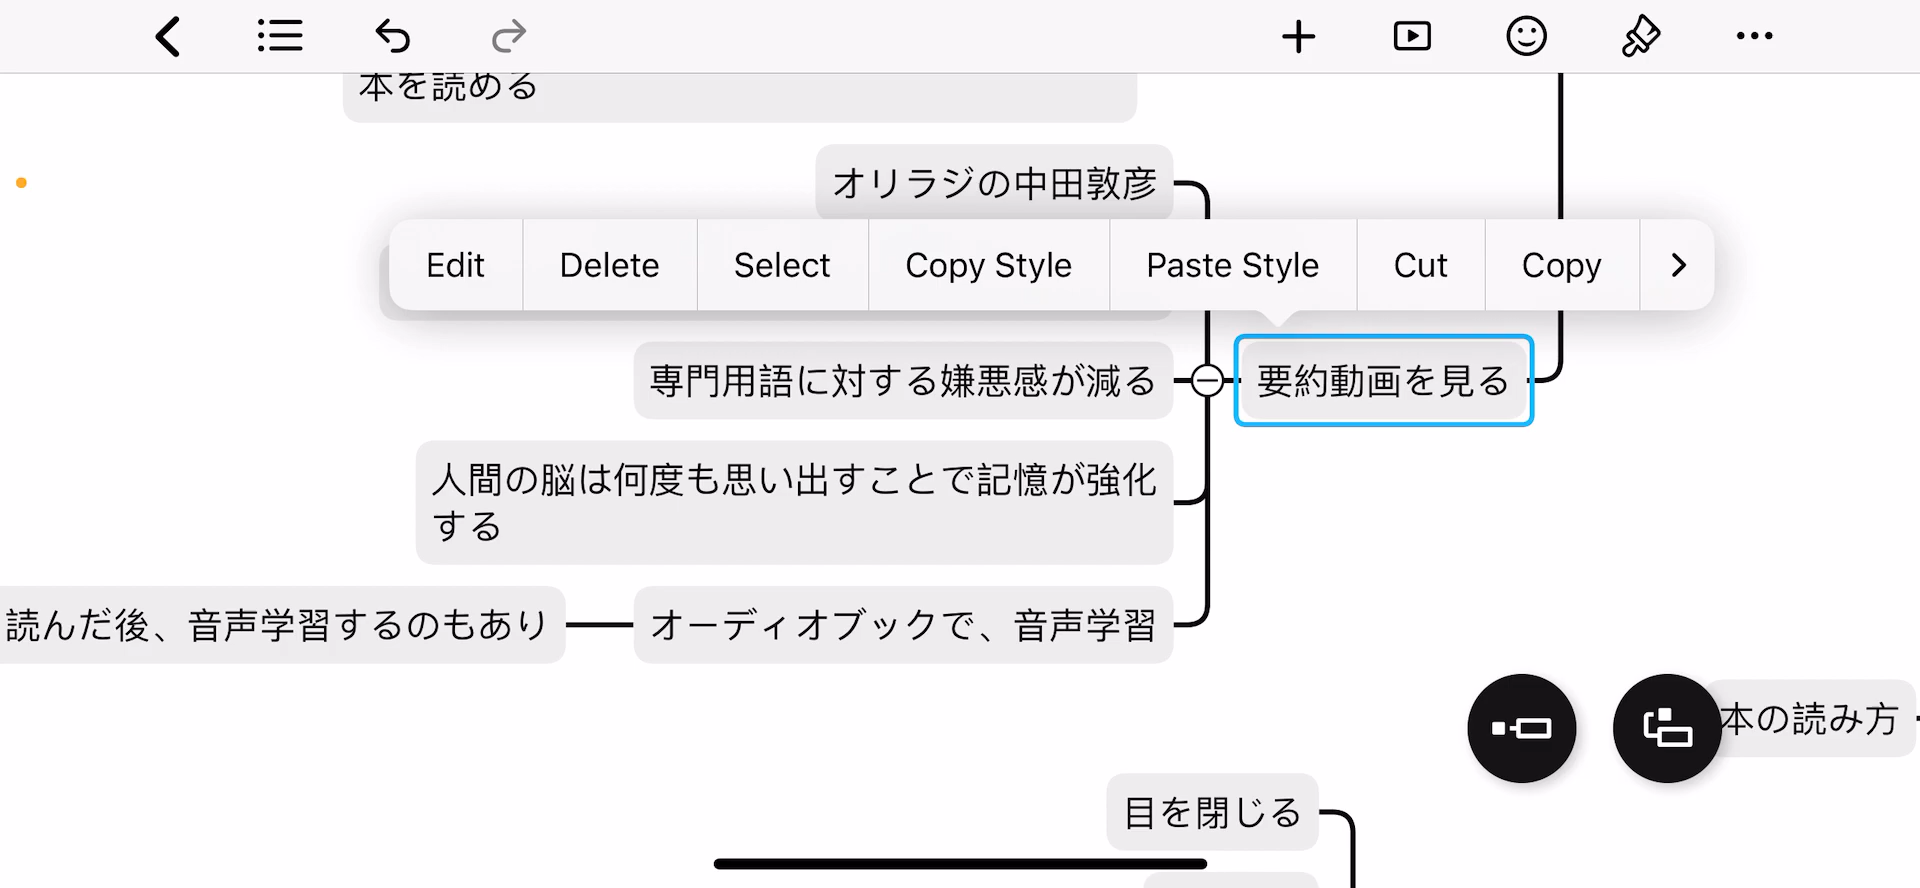 本を読める
オリラジの中田敦彦
Edit
Delete
Select
Copy Style
Paste Style
Cut
Copy
専門用語に対する嫌悪感が減る
要約動画を見る
人間の脳は何度も思い出すことで記憶が強化
する
読んだ後、音声学習するのもあり
オーディオブックで、音声学習
本の読み方
目を閉じる